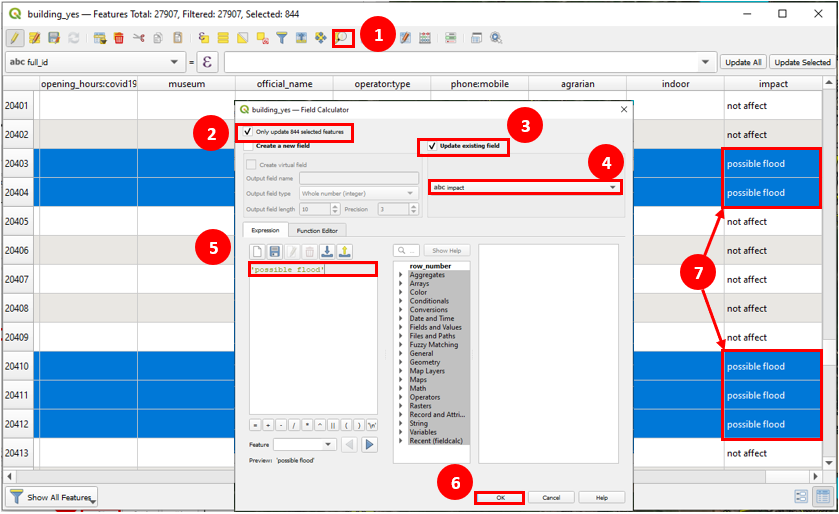 building_yes — Features Total: 27907, Filtered: 27907, Selected: 844
1
abc full_id
= ε
Update All
Update Selected
opening_hours:covid19
museum
official_name
operator:type
phone:mobile
agrarian
indoor
impact
20401
not affect
20402
not affect
20403
possible flood
20404
possible flood
20405
not affect
20406
not affect
20407
not affect
20408
not affect
20409
not affect
20410
possible flood
20411
possible flood
20412
possible flood
20413
not affect
building_yes — Field Calculator
2
Only update 844 selected features
3
Create a new field
Update existing field
4
Create virtual field
Output field name
abc impact
Output field type
Whole number (integer)
Output field length
10
Precision
3
5
Expression
Function Editor
...
Show Help
'possible flood'
row_number
Aggregates
Arrays
Color
Conditionals
Conversions
Date and Time
Fields and Values
Files and Paths
Fuzzy Matching
General
Geometry
Map Layers
Maps
Math
Operators
Rasters
Record and Attri...
String
Variables
Recent (fieldcalc)
= + - / * ^ || ( ) '\n'
Feature
Preview: 'possible flood'
6
OK
Cancel
Help
7
Show All Features